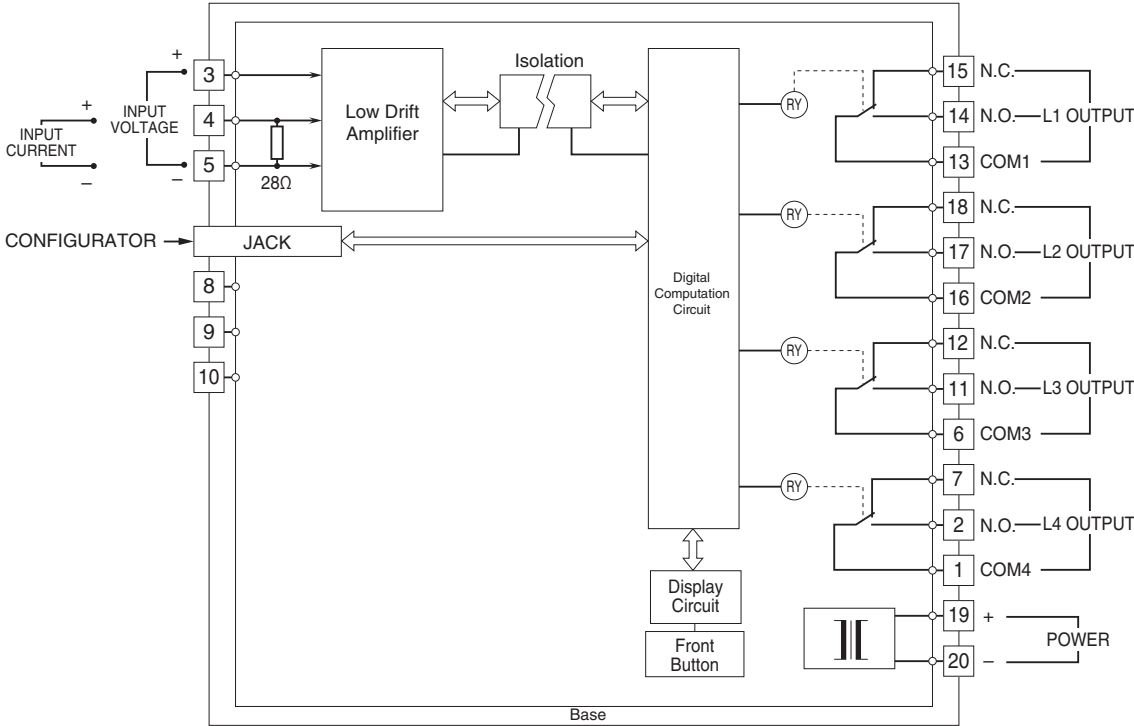 +
3
INPUT
VOLTAGE
+
INPUT
CURRENT
–
4
5
–
28Ω
Low Drift
Amplifier
Isolation
CONFIGURATOR
JACK
8
9
10
Digital
Computation
Circuit
Display
Circuit
Front
Button
RY
15 N.C.
14 N.O. L1 OUTPUT
13 COM1
RY
18 N.C.
17 N.O. L2 OUTPUT
16 COM2
RY
12 N.C.
11 N.O. L3 OUTPUT
6 COM3
RY
7 N.C.
2 N.O. L4 OUTPUT
1 COM4
19 +
POWER
20 –
Base